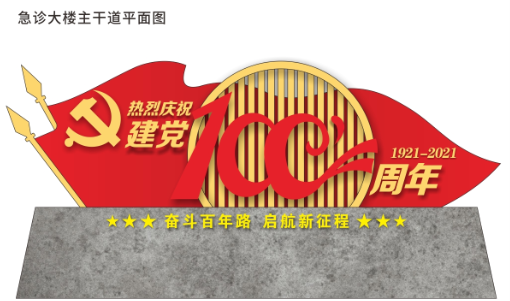 急诊大楼主干道平面图
热烈庆祝
建党
100
1921-2021
周年
★★★ 奋斗百年路 启航新征程 ★★★